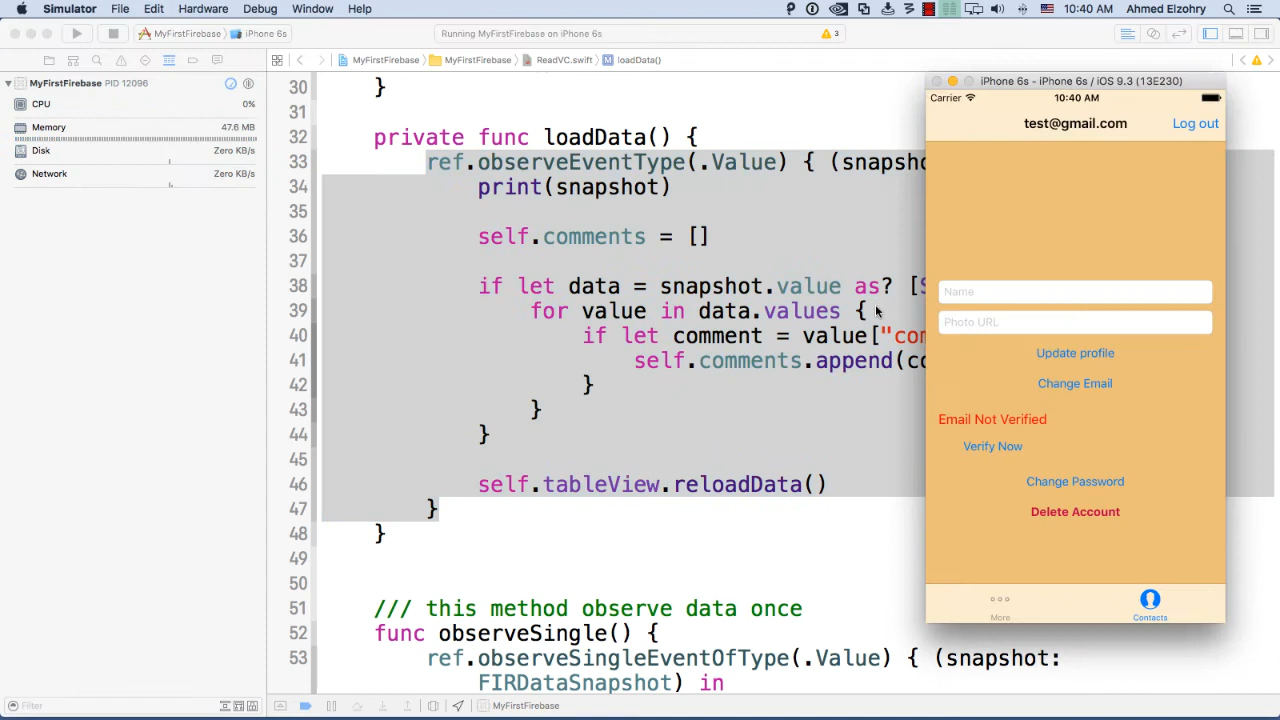 Simulator File Edit Hardware Debug Window Help 10:40 AM Ahmed Elzohry
MyFirstFirebase iPhone 6s Running MyFirstFirebase on iPhone 6s 3
MyFirstFirebase MyFirstFirebase ReadVC.swift M loadData()
MyFirstFirebase PID 12096
CPU 0%
Memory 47.6 MB
Disk Zero KB/s
Network Zero KB/s
30 }
31
32 private func loadData() {
33 ref.observeEventType(.Value) { (snapsho
34 print(snapshot)
35
36 self.comments = []
37
38 if let data = snapshot.value as? [S
39 for value in data.values {
40 if let comment = value["com
41 self.comments.append(co
42 }
43 }
44 }
45
46 self.tableView.reloadData()
47 }
48 }
49
50
51 /// this method observe data once
52 func observeSingle() {
53 ref.observeSingleEventOfType(.Value) { (snapshot:
FIRDataSnapshot) in
iPhone 6s - iPhone 6s / iOS 9.3 (13E230)
Carrier 10:40 AM
test@gmail.com Log out
Name
Photo URL
Update profile
Change Email
Email Not Verified
Verify Now
Change Password
Delete Account
More Contacts
Filter
MyFirstFirebase